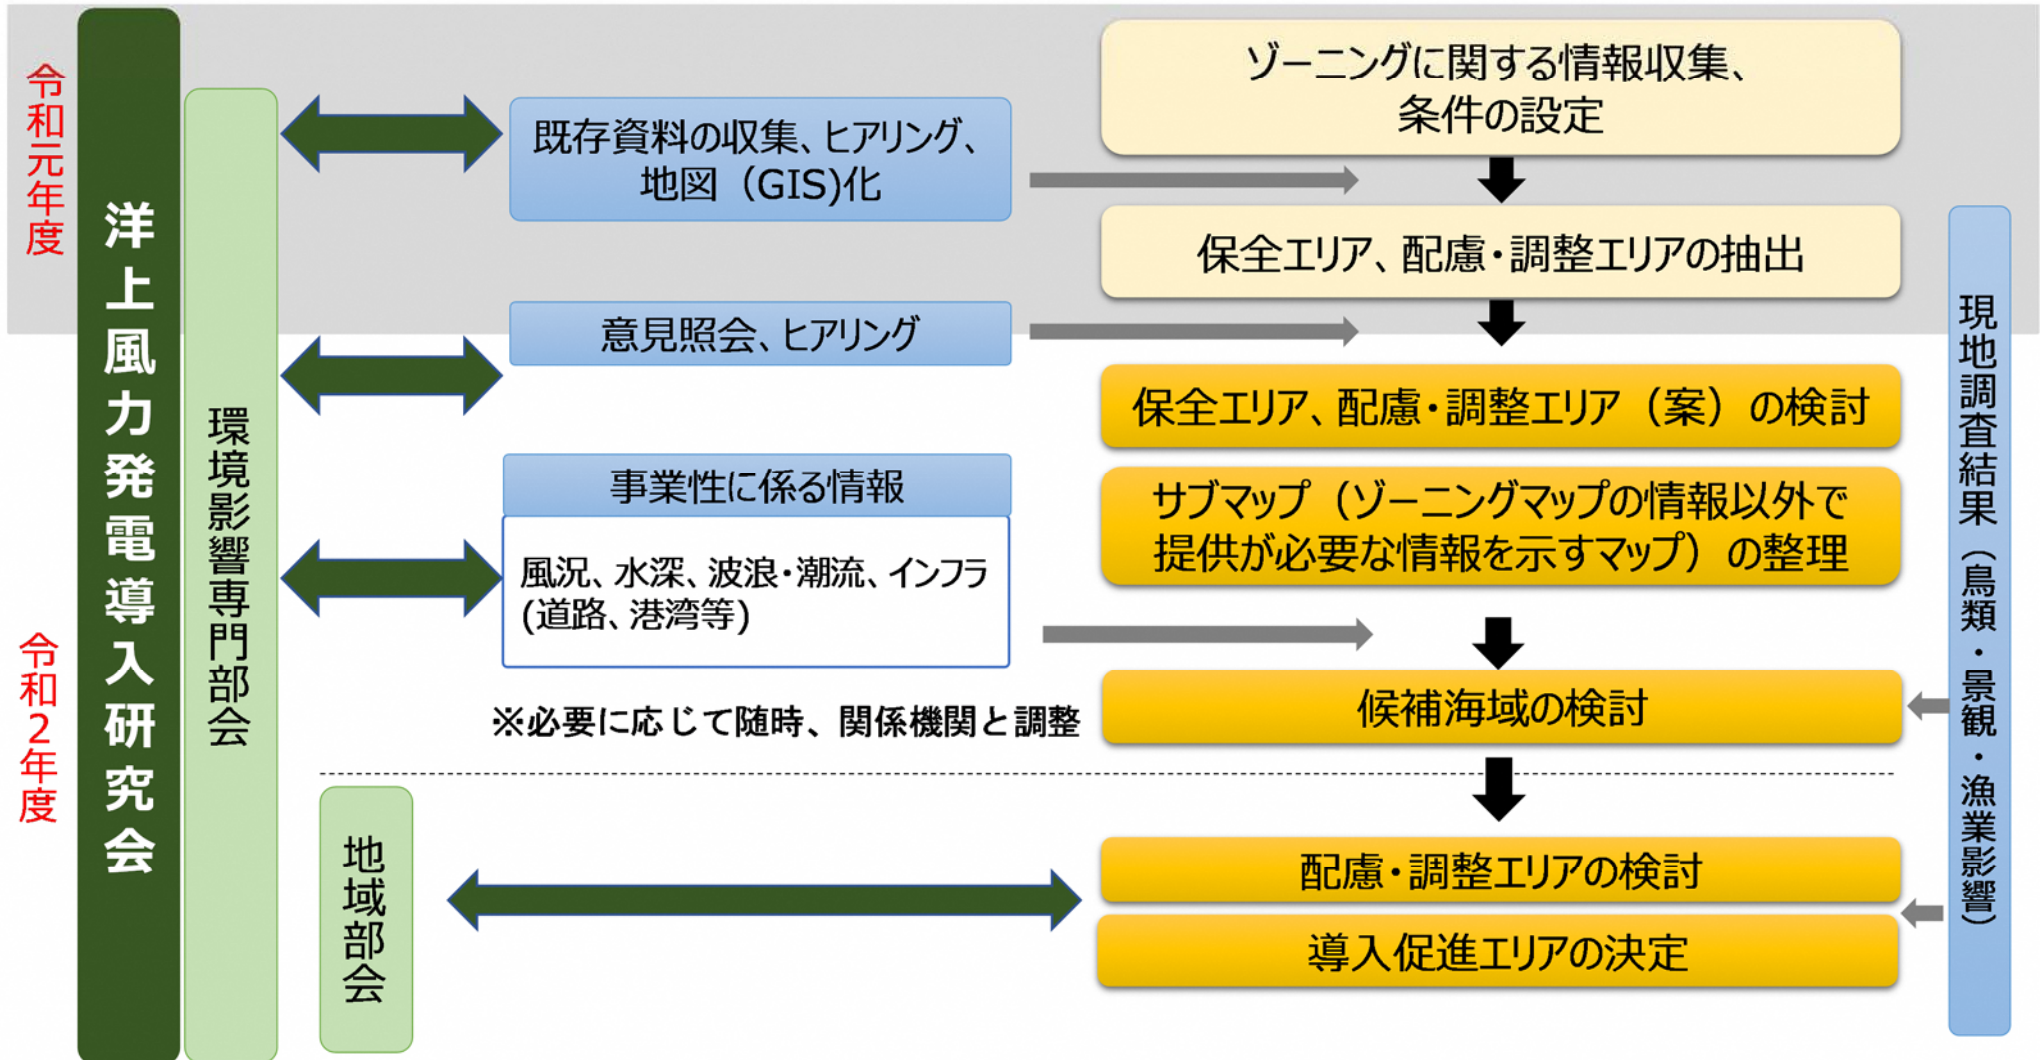 令和元年度
令和2年度
洋上風力発電導入研究会
環境影響専門部会
地域部会
既存資料の収集、ヒアリング、
地図（GIS)化
意見照会、ヒアリング
事業性に係る情報
風況、水深、波浪・潮流、インフラ
(道路、港湾等)
※必要に応じて随時、関係機関と調整
ゾーニングに関する情報収集、
条件の設定
保全エリア、配慮・調整エリアの抽出
保全エリア、配慮・調整エリア（案）の検討
サブマップ（ゾーニングマップの情報以外で
提供が必要な情報を示すマップ）の整理
候補海域の検討
配慮・調整エリアの検討
導入促進エリアの決定
現地調査結果（鳥類・景観・漁業影響）